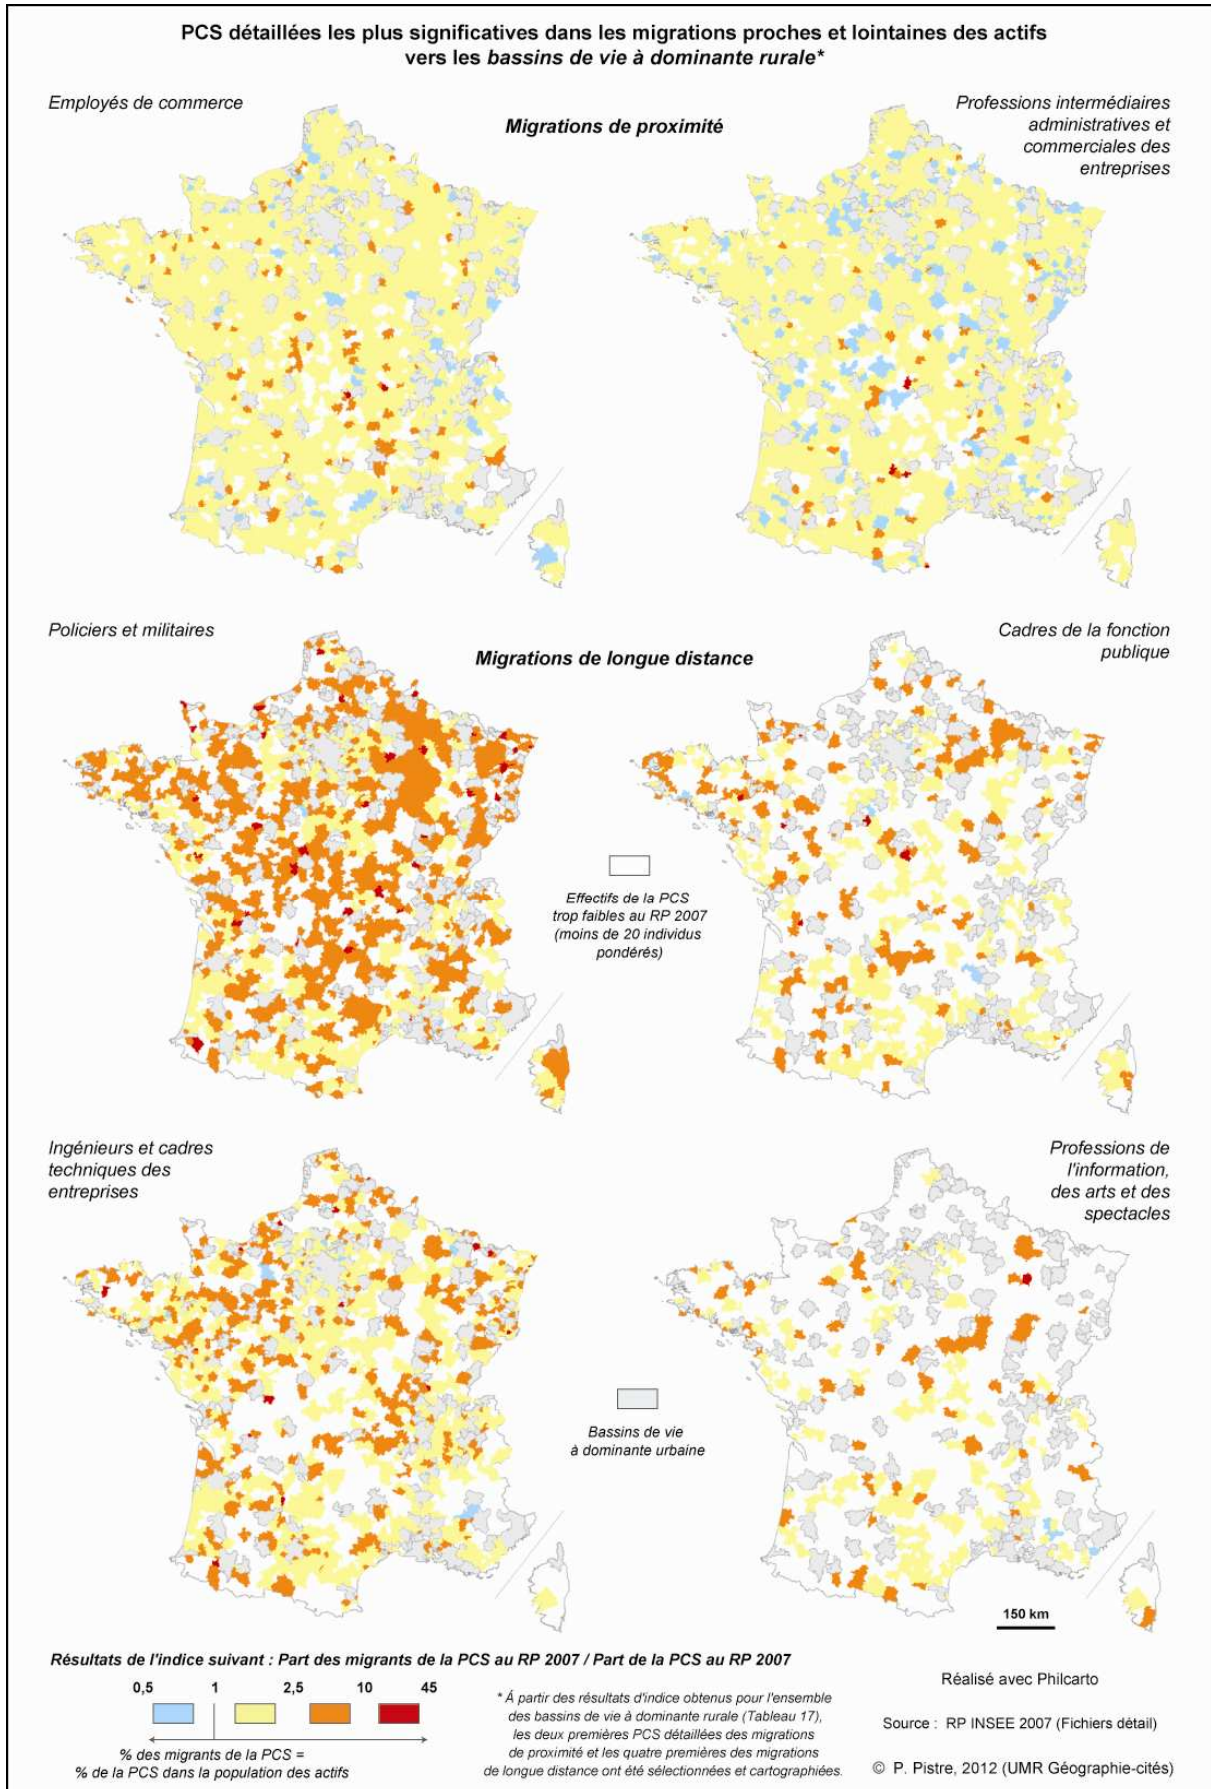 PCS détaillées les plus significatives dans les migrations proches et lointaines des actifs
vers les bassins de vie à dominante rurale*
Employés de commerce
Migrations de proximité
Professions intermédiaires
administratives et
commerciales des
entreprises
Policiers et militaires
Migrations de longue distance
Cadres de la fonction
publique
Effectifs de la PCS
trop faibles au RP 2007
(moins de 20 individus
pondérés)
Ingénieurs et cadres
techniques des
entreprises
Professions de
l'information,
des arts et des
spectacles
Bassins de vie
à dominante urbaine
150 km
Résultats de l'indice suivant : Part des migrants de la PCS au RP 2007 / Part de la PCS au RP 2007
0,5 1 2,5 10 45
% des migrants de la PCS =
% de la PCS dans la population des actifs
* Á partir des résultats d'indice obtenus pour l'ensemble
des bassins de vie à dominante rurale (Tableau 17),
les deux premières PCS détaillées des migrations
de proximité et les quatre premières des migrations
de longue distance ont été sélectionnées et cartographiées.
Réalisé avec Philcarto
Source : RP INSEE 2007 (Fichiers détail)
© P. Pistre, 2012 (UMR Géographie-cités)